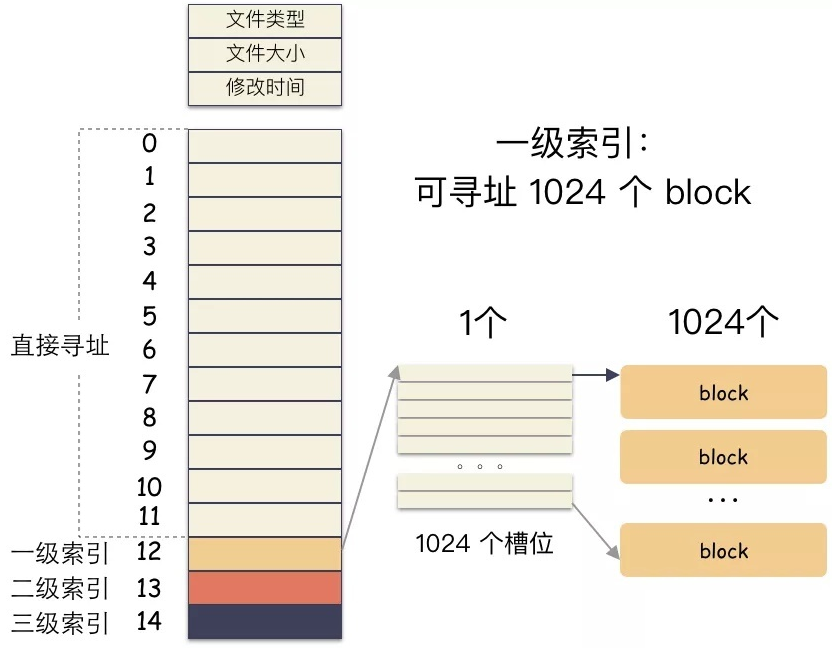 文件类型
文件大小
修改时间
一级索引：
可寻址 1024 个 block
直接寻址
0
1
2
3
4
5
6
7
8
9
10
11
一级索引 12
二级索引 13
三级索引 14
1个
1024个
block
block
。。。
...
block
1024 个槽位